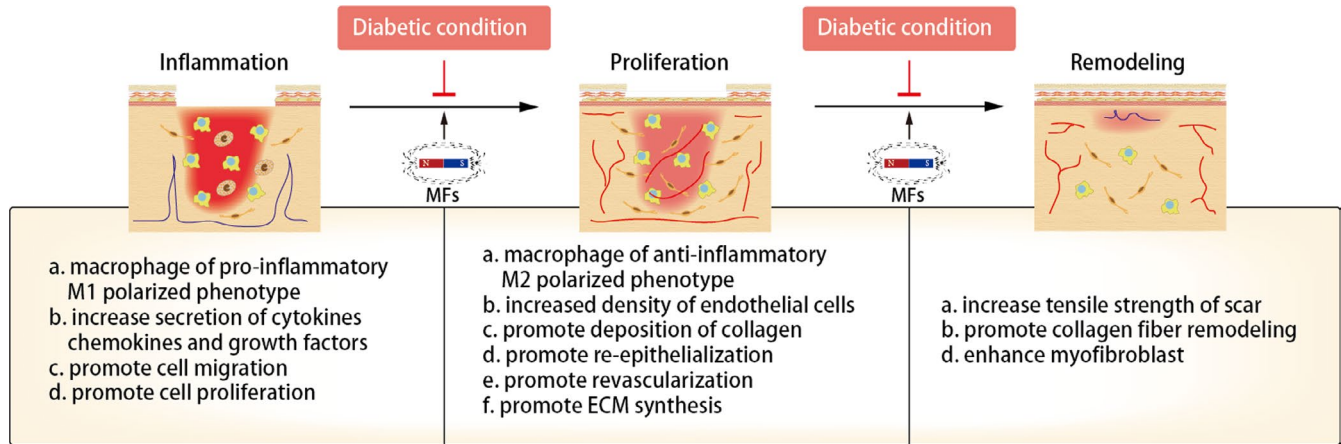 Diabetic condition
Diabetic condition
Inflammation
Proliferation
Remodeling
N S
MFs
N S
MFs
a. macrophage of pro-inflammatory
M1 polarized phenotype
b. increase secretion of cytokines
chemokines and growth factors
c. promote cell migration
d. promote cell proliferation
a. macrophage of anti-inflammatory
M2 polarized phenotype
b. increased density of endothelial cells
c. promote deposition of collagen
d. promote re-epithelialization
e. promote revascularization
f. promote ECM synthesis
a. increase tensile strength of scar
b. promote collagen fiber remodeling
d. enhance myofibroblast